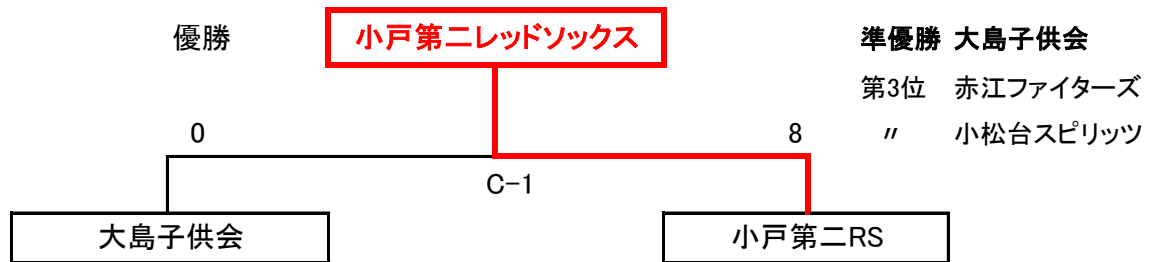 優勝 小戸第二レッドソックス 準優勝 大島子供会
第3位 赤江ファイターズ
0 8 〃 小松台スピリッツ
C-1
大島子供会 小戸第二RS